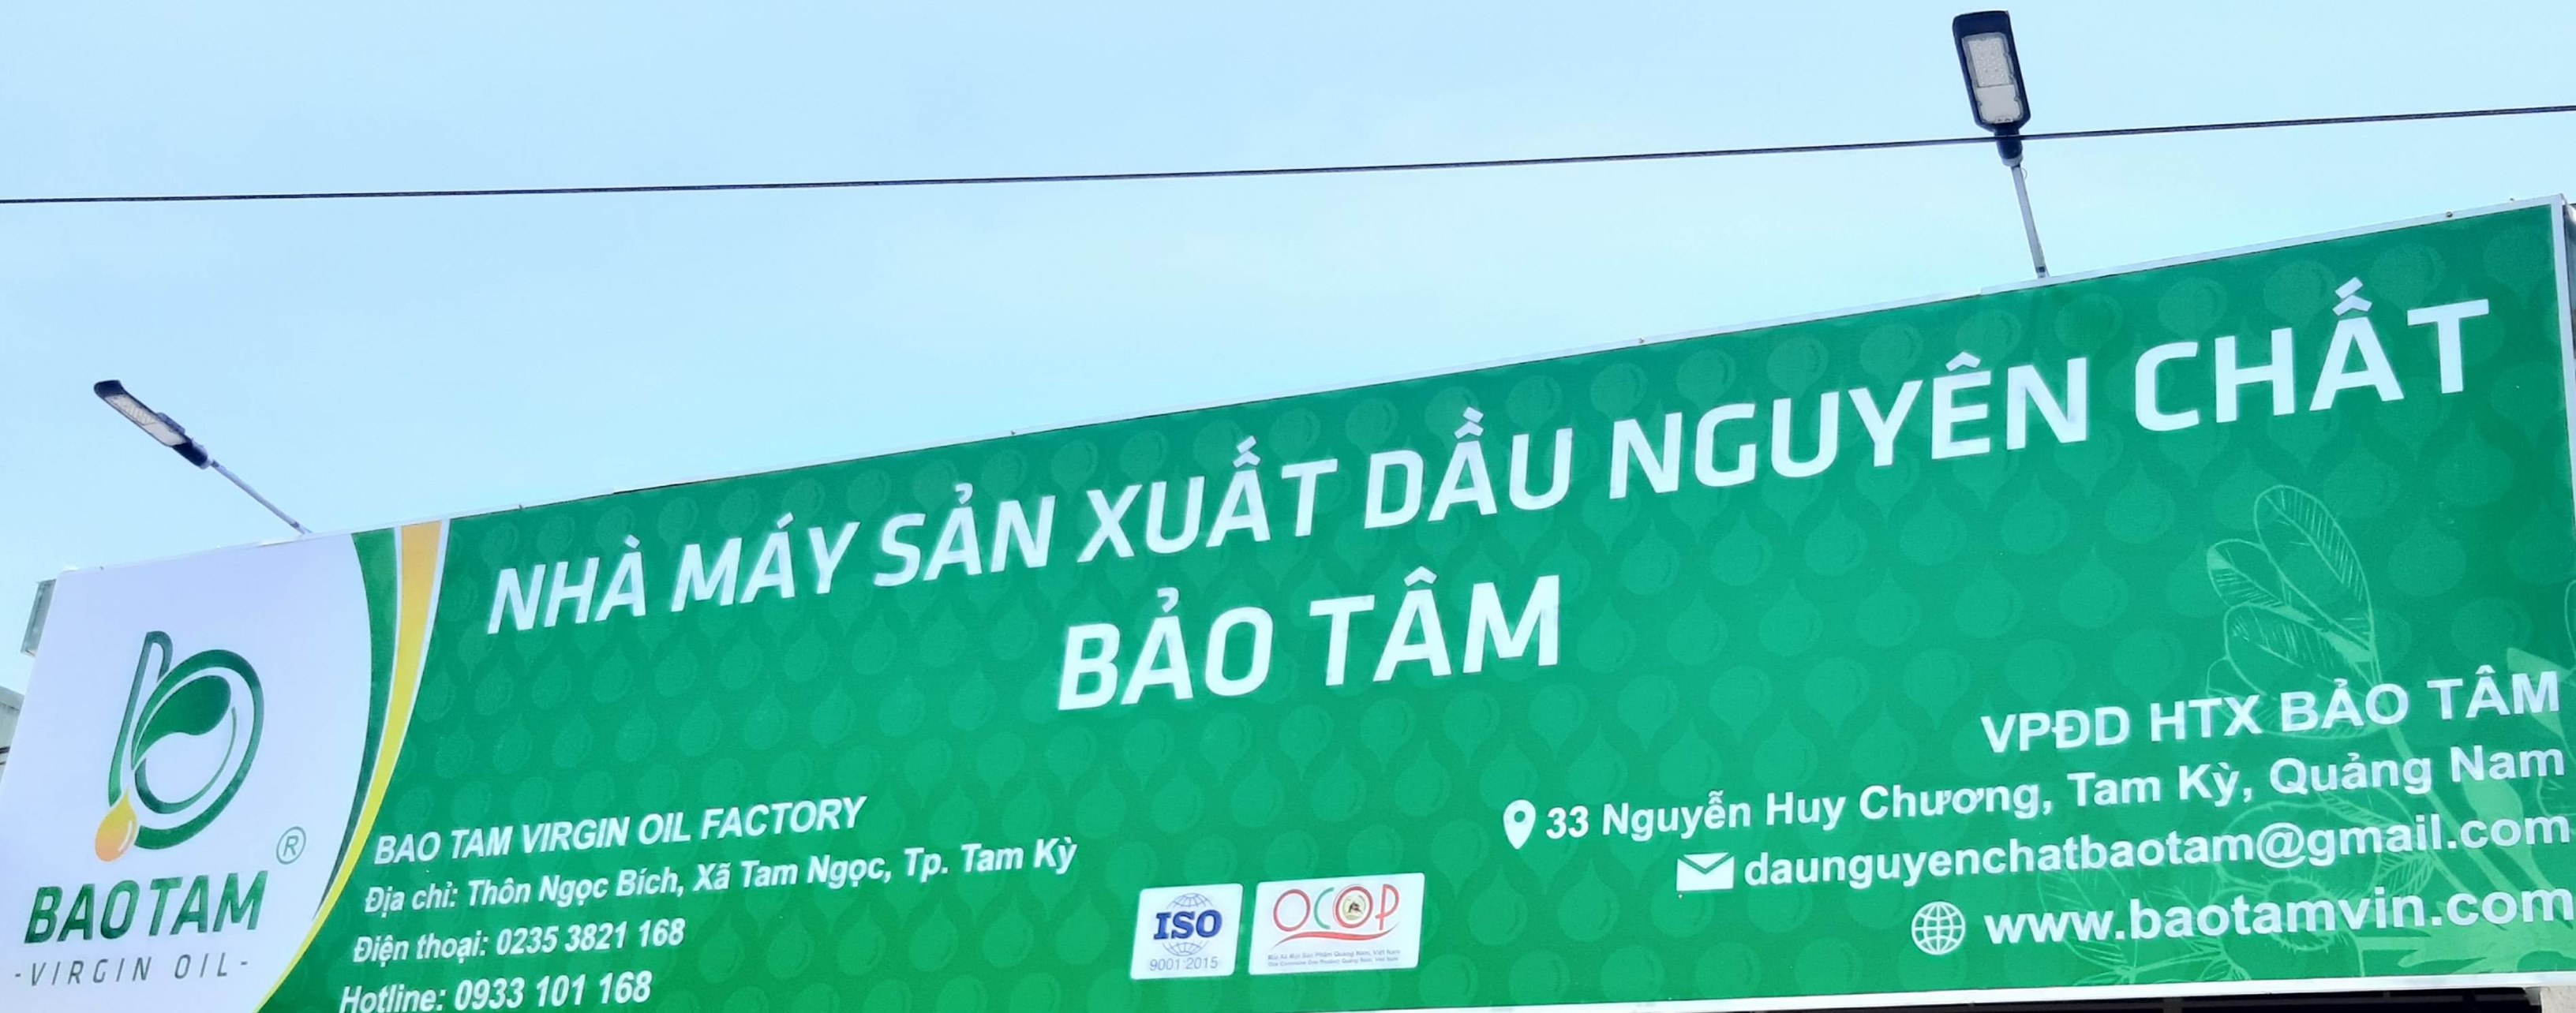 NHÀ MÁY SẢN XUẤT DẦU NGUYÊN CHẤT
BẢO TÂM
BAOTAM
®
-VIRGIN OIL-
BAO TAM VIRGIN OIL FACTORY
Địa chỉ: Thôn Ngọc Bích, Xã Tam Ngọc, Tp. Tam Kỳ
Điện thoại: 0235 3821 168
Hotline: 0933 101 168
ISO
9001:2015
OCOP
VPĐD HTX BẢO TÂM
33 Nguyễn Huy Chương, Tam Kỳ, Quảng Nam
daunguyenchatbaotam@gmail.com
www.baotamvin.com